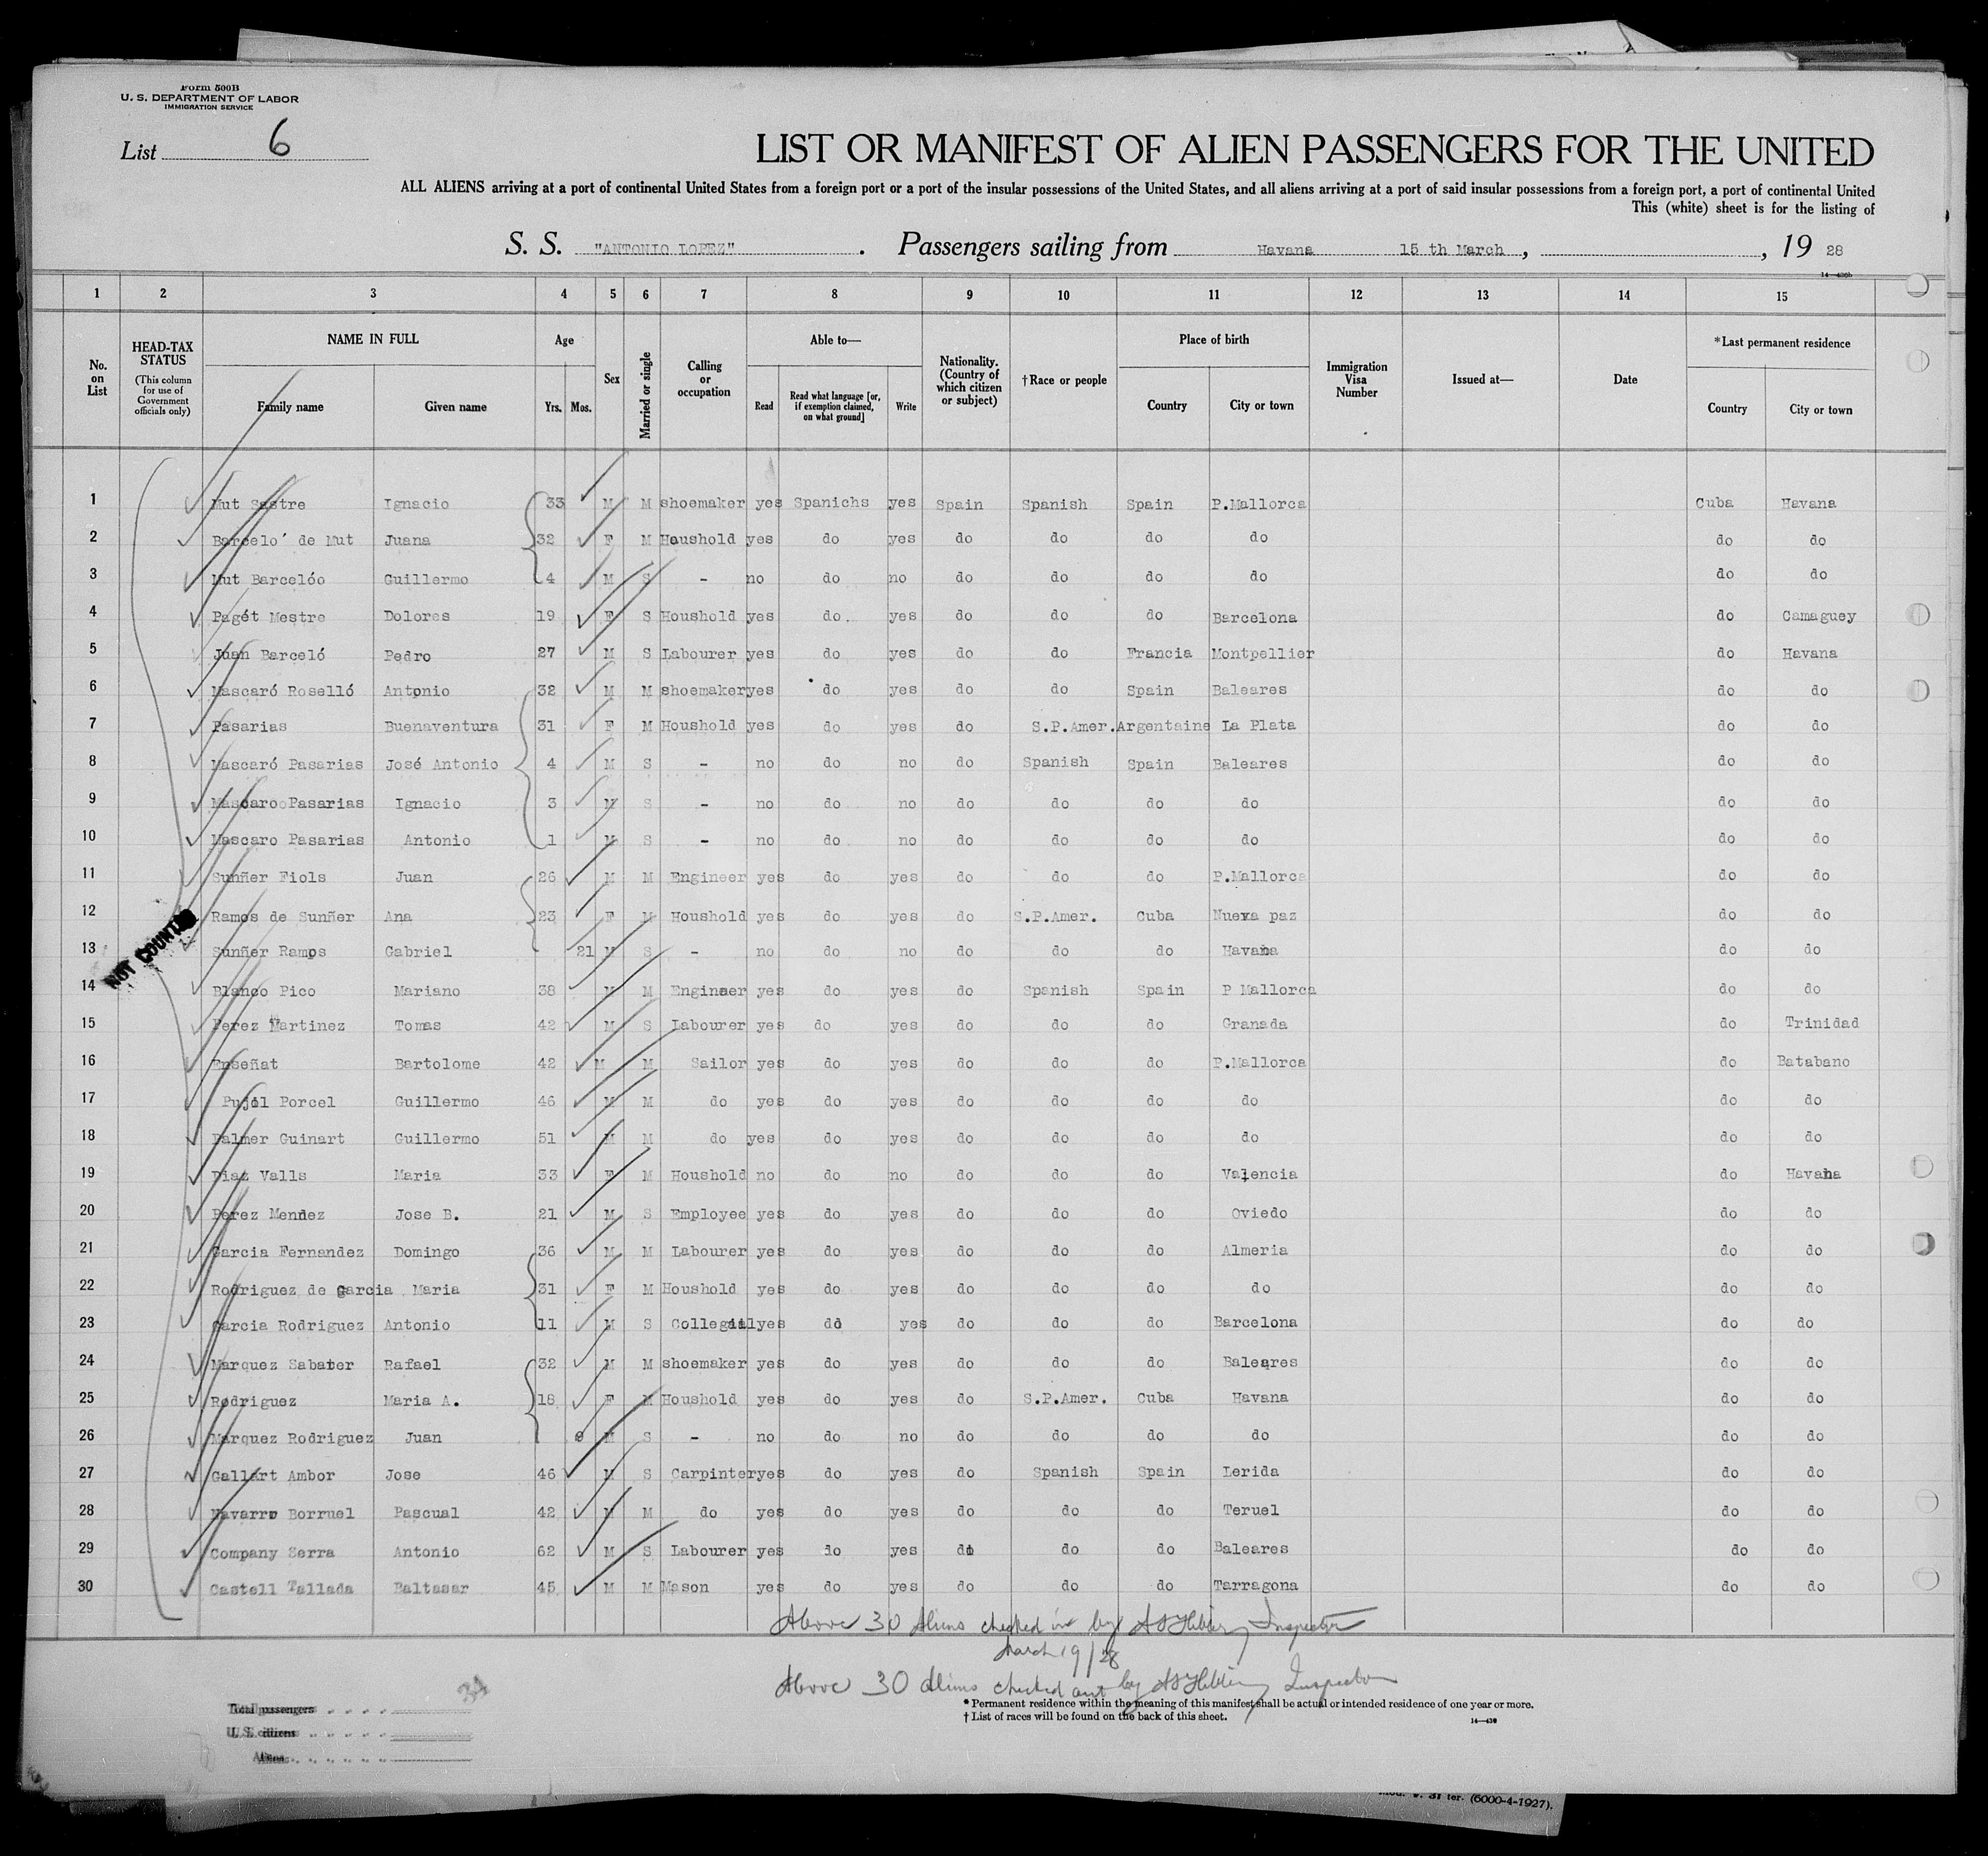 Form 500B
U. S. DEPARTMENT OF LABOR
IMMIGRATION SERVICE
List 6
LIST OR MANIFEST OF ALIEN PASSENGERS FOR THE UNITED
ALL ALIENS arriving at a port of continental United States from a foreign port or a port of the insular possessions of the United States, and all aliens arriving at a port of said insular possessions from a foreign port, a port of continental United
This (white) sheet is for the listing of
S. S. "ANTONIO LOPEZ" . Passengers sailing from Havana 15 th March , , 19 28
14—430b
1 2 3 4 5 6 7 8 9 10 11 12 13 14 15
No. on List
HEAD-TAX STATUS (This column for use of Government officials only)
NAME IN FULL
Family name Given name
Age
Yrs. Mos.
Sex
Married or single
Calling or occupation
Able to—
Read Read what language [or, if exemption claimed, on what ground] Write
Nationality. (Country of which citizen or subject)
†Race or people
Place of birth
Country City or town
Immigration Visa Number
Issued at—
Date
*Last permanent residence
Country City or town
1 Mut Sastre Ignacio 33 M M shoemaker yes Spanichs yes Spain Spanish Spain P.Mallorca Cuba Havana
2 Barcelo´ de Mut Juana 32 F M Haushold yes do yes do do do do do do
3 Mut Barcelóo Guillermo 4 M S - no do no do do do do do do
4 Pagét Mestre Dolores 19 F S Houshold yes do. yes do do do Barcelona do Camaguey
5 Juan Barceló Pedro 27 M S Labourer yes do yes do do Francia Montpellier do Havana
6 Mascaró Roselló Antonio 32 M M shoemaker yes do yes do do Spain Baleares do do
7 Pasarias Buenaventura 31 F M Houshold yes do yes do S.P.Amer. Argentaine La Plata do do
8 Mascaró Pasarias José Antonio 4 M S - no do no do Spanish Spain Baleares do do
9 Mascaro Pasarias Ignacio 3 M S - no do no do do do do do do
10 Mascaro Pasarias Antonio 1 M S - no do no do do do do do do
11 Sunñer Fiols Juan 26 M M Engineer yes do yes do do do P.Mallorca do do
12 Ramos de Sunñer Ana 23 F M Houshold yes do yes do S.P.Amer. Cuba Nueva paz do do
13 Sunñer Ramos Gabriel 21 M S - no do no do do do Havana do do
14 Blanco Pico Mariano 38 M M Engineer yes do yes do Spanish Spain P Mallorca do do
15 Perez Martinez Tomas 42 M S Labourer yes do yes do do do Granada do Trinidad
16 Enseñat Bartolome 42 M M Sailor yes do yes do do do P.Mallorca do Batabano
17 Pujól Porcel Guillermo 46 M M do yes do yes do do do do do do
18 Palmer Guinart Guillermo 51 M M do yes do yes do do do do do do
19 Diaz Valls Maria 33 F M Houshold no do no do do do Valencia do Havana
20 Perez Mendez Jose B. 21 M S Employee yes do yes do do do Oviedo do do
21 Garcia Fernandez Domingo 36 M M Labourer yes do yes do do do Almeria do do
22 Rodriguez de Garcia Maria 31 F M Houshold yes do yes do do do do do do
23 Garcia Rodriguez Antonio 11 M S Collegial yes do yes do do do Barcelona do do
24 Marquez Sabater Rafael 32 M M shoemaker yes do yes do do do Baleares do do
25 Rodriguez Maria A. 18 F M Houshold yes do yes do S.P.Amer. Cuba Havana do do
26 Marquez Rodriguez Juan M S - no do no do do do do do do
27 Gallart Ambor Jose 46 M S Carpinter yes do yes do Spanish Spain Lerida do do
28 Navarro Borruel Pascual 42 M M do yes do yes do do do Teruel do do
29 Company Serra Antonio 62 M S Labourer yes do yes do do do Baleares do do
30 Castell Tallada Baltasar 45 M M Mason yes do yes do do do Tarragona do do
NOT COUNTED
Above 30 Aliens checked in by Inspector
March 19/28
Above 30 Aliens checked out by Inspector
* Permanent residence within the meaning of this manifest shall be actual or intended residence of one year or more.
† List of races will be found on the back of this sheet.
14—430
Total passengers
U. S. citizens
Aliens
ter. (6000-4-1927).